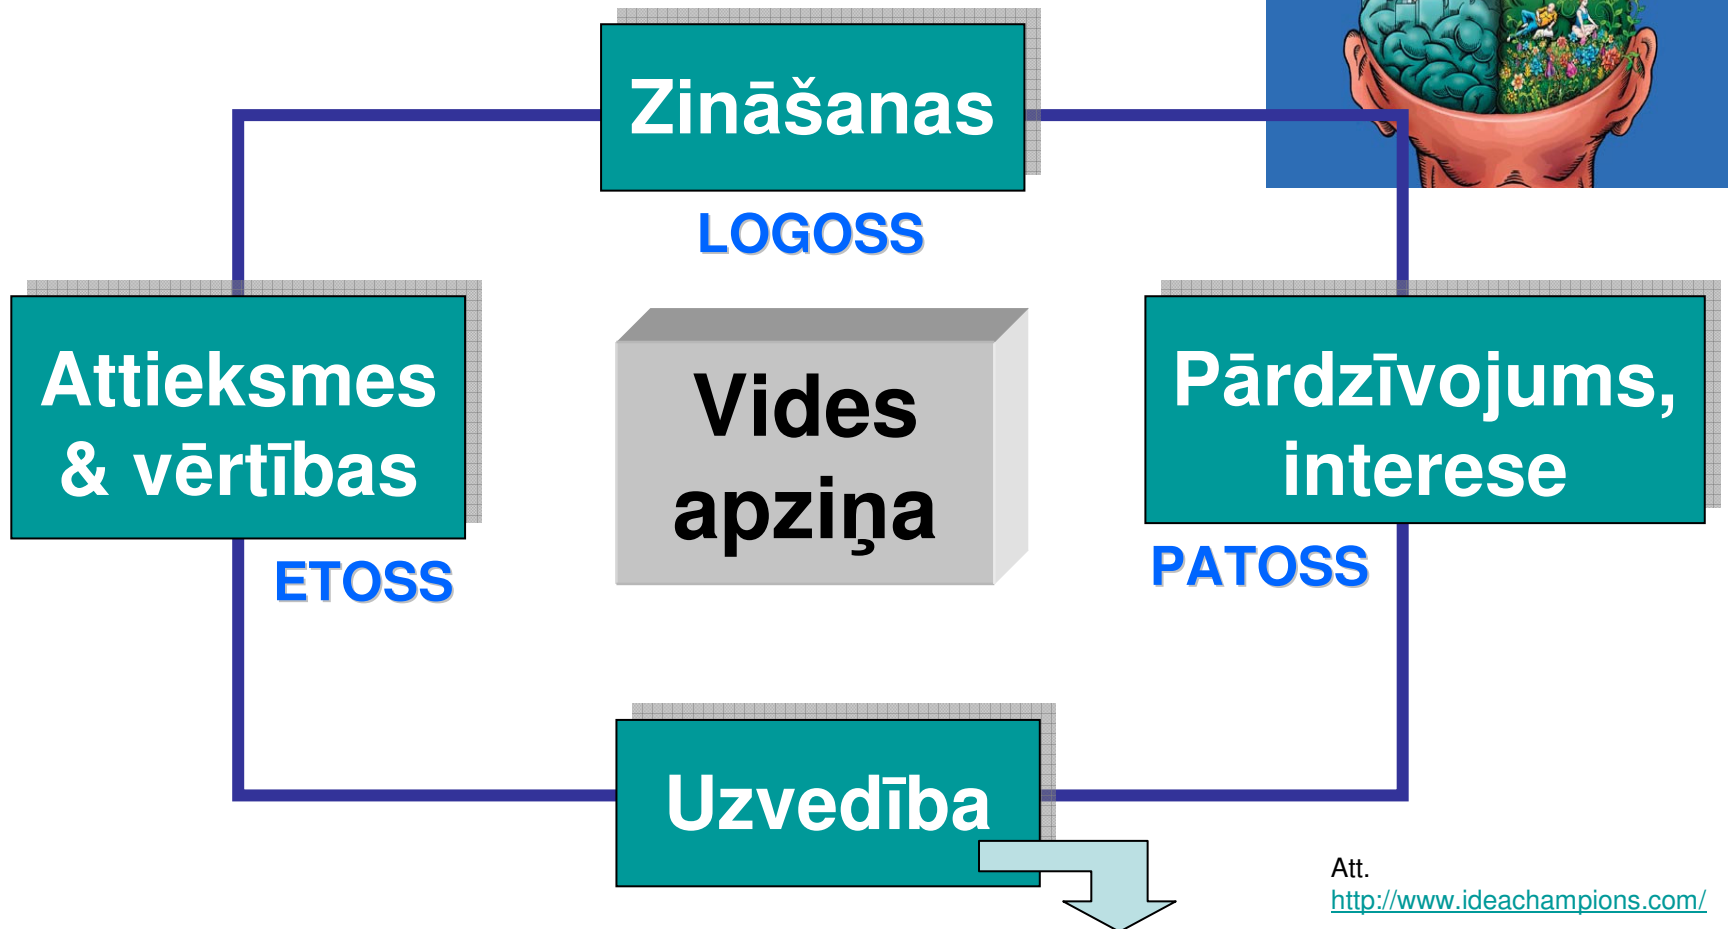 Zināšanas
LOGOSS
Attieksmes
& vērtības
ETOSS
Vides
apziņa
Pārdzīvojums,
interese
PATOSS
Uzvedība
Att.
http://www.ideachampions.com/